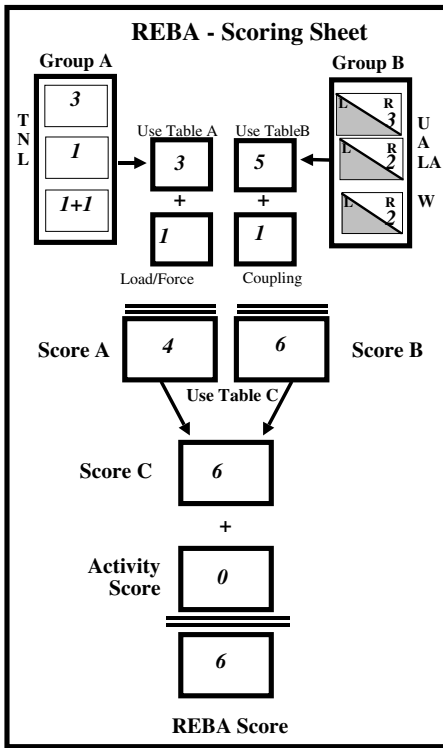 REBA - Scoring Sheet
Group A
Group B
T
N
L
3
1
1+1
Use Table A
Use TableB
3
5
L R
3
L R
2
L R
2
U
A
LA
W
+
+
1
1
Load/Force
Coupling
Score A
4
6
Score B
Use Table C
Score C
6
+
Activity
Score
0
6
REBA Score